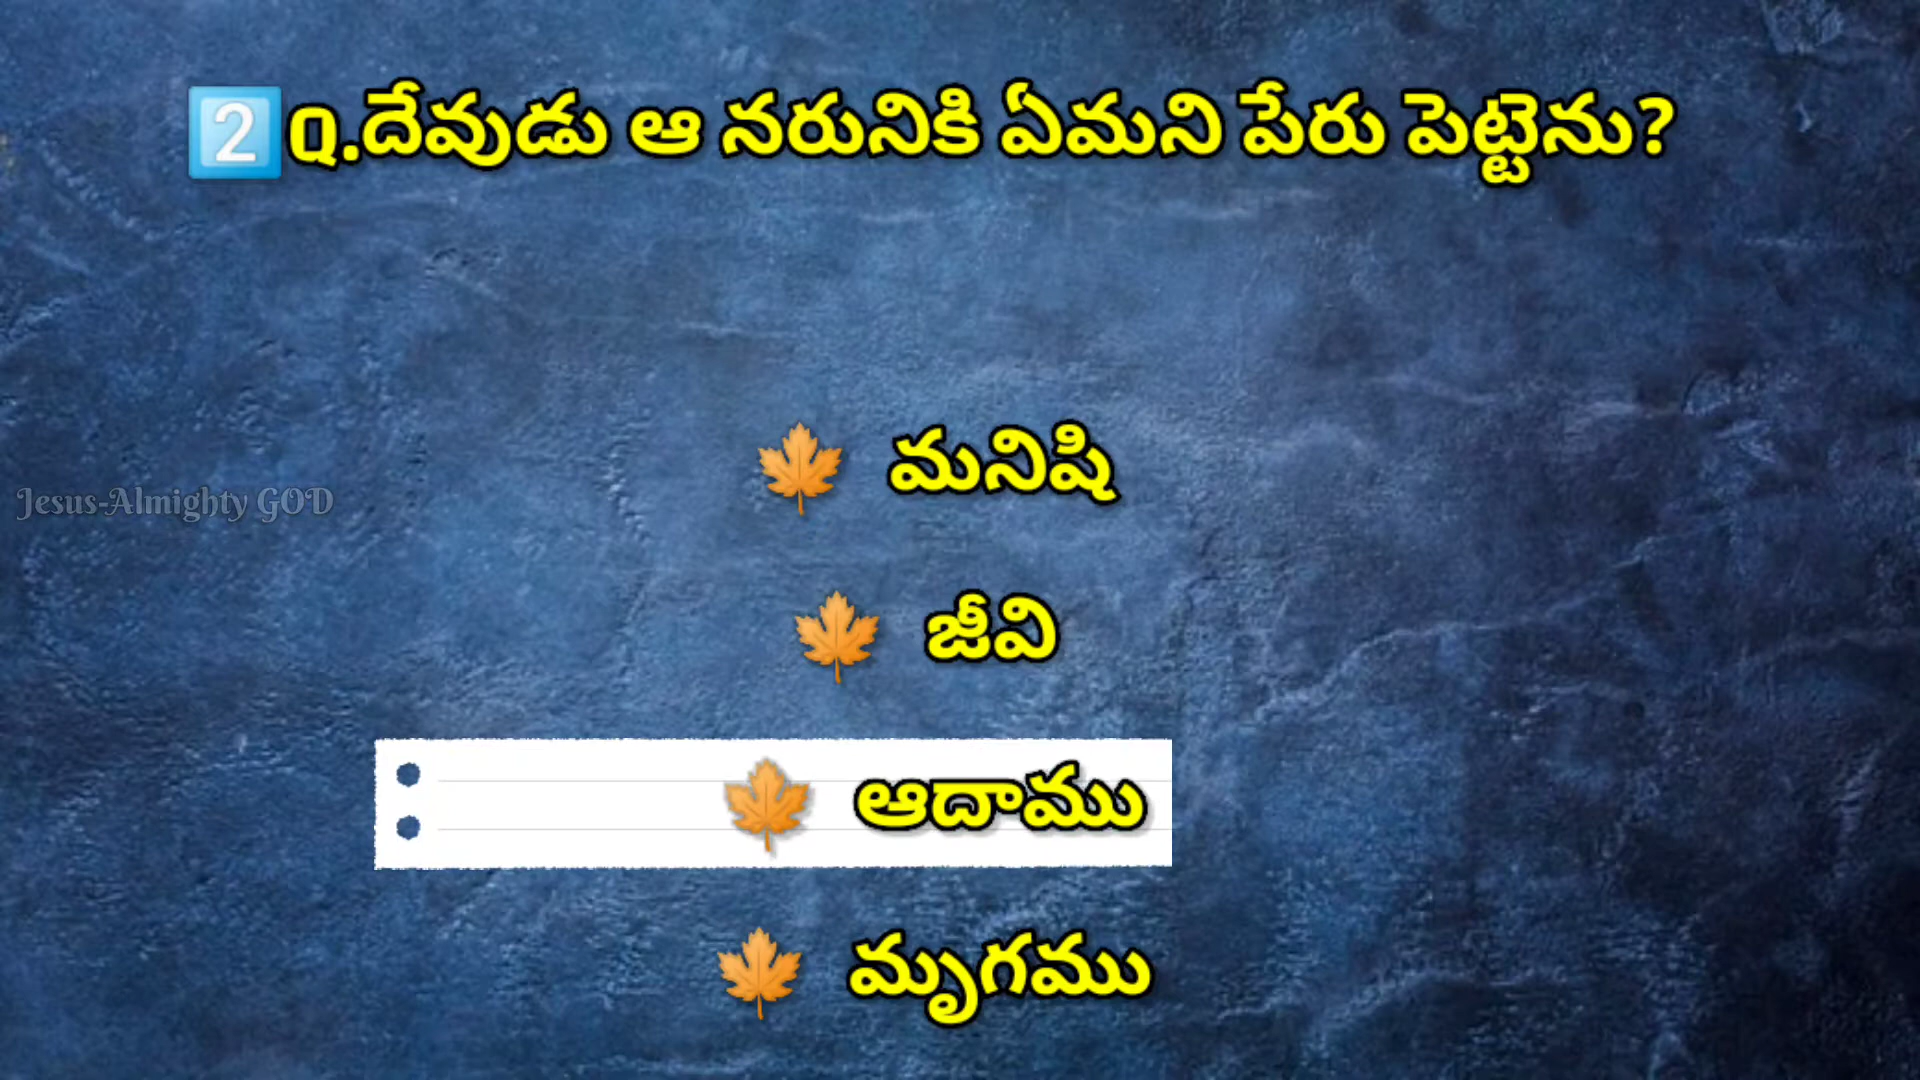 2 Q.దేవుడు ఆ నరునికి ఏమని పేరు పెట్టెను?
మనిషి
Jesus-Almighty GOD
జీవి
ఆదాము
మృగము